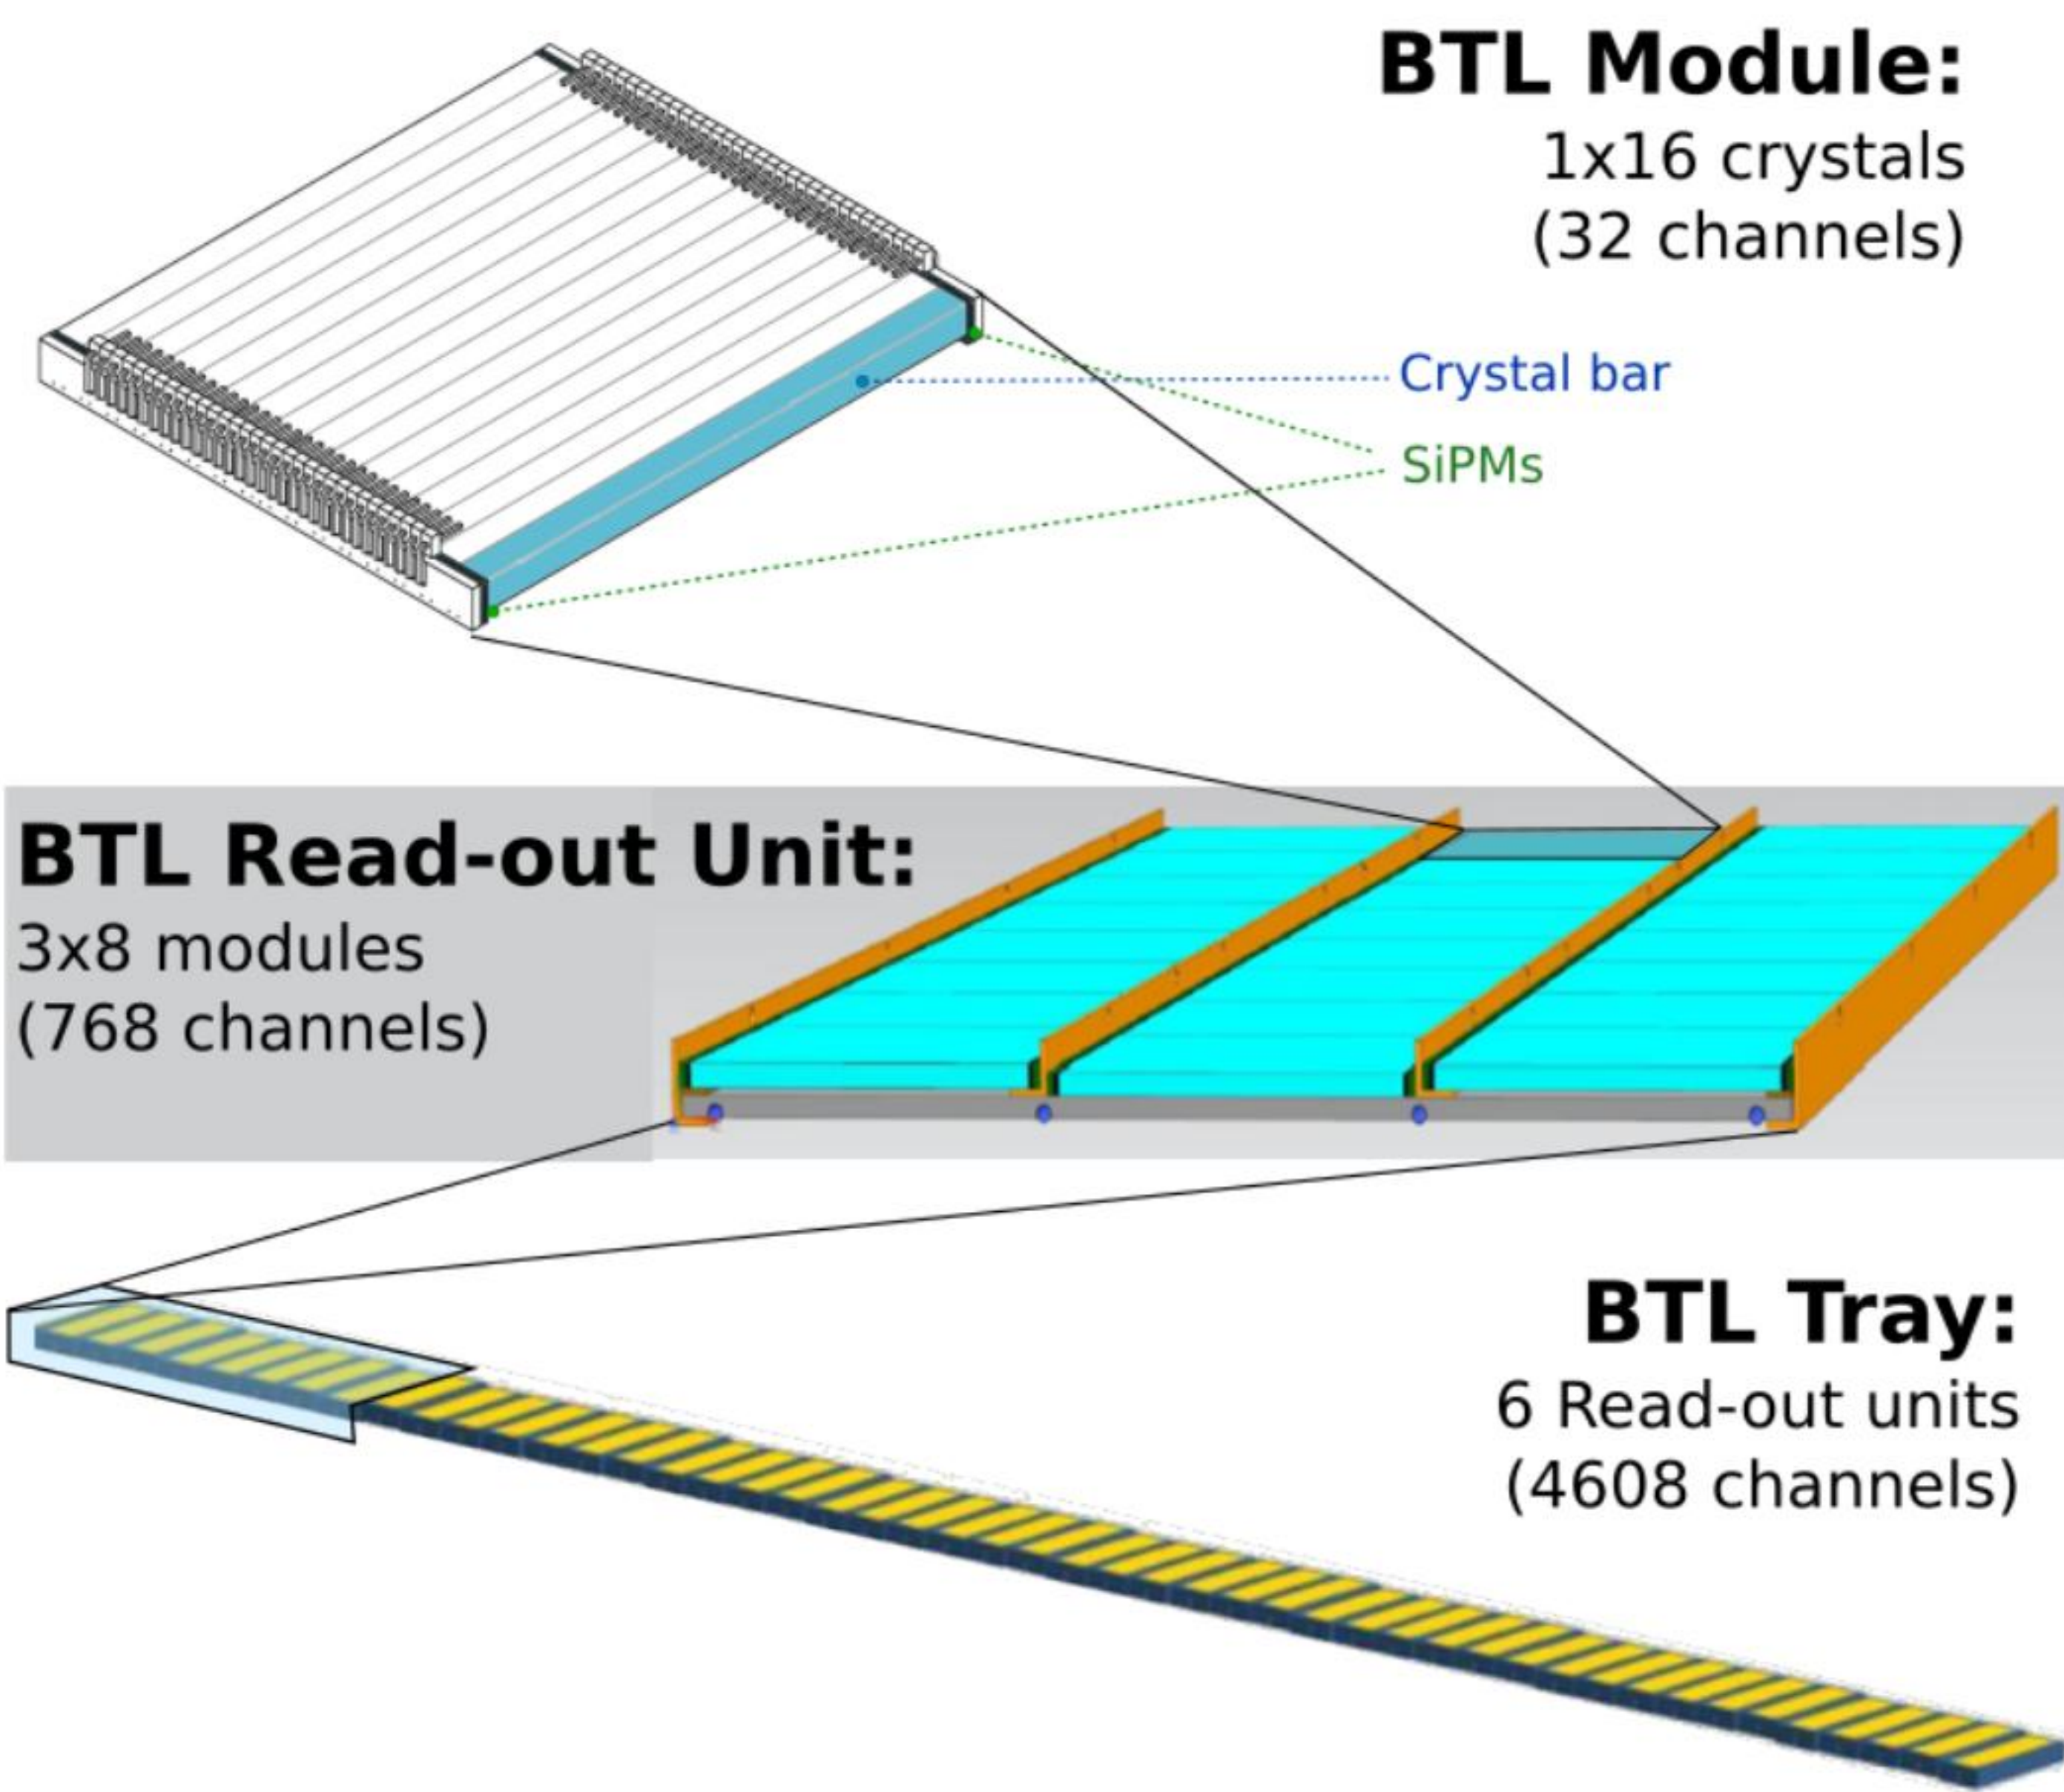 BTL Module:
1x16 crystals
(32 channels)
Crystal bar
SiPMs
BTL Read-out Unit:
3x8 modules
(768 channels)
BTL Tray:
6 Read-out units
(4608 channels)